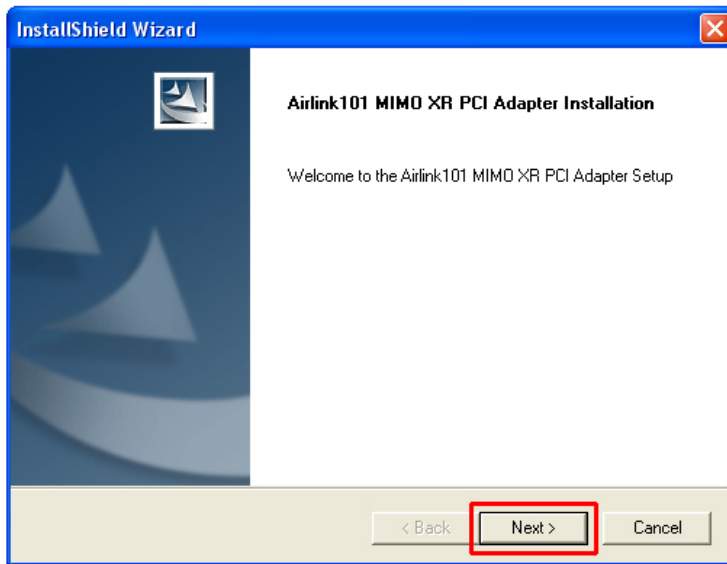 InstallShield Wizard
Airlink101 MIMO XR PCI Adapter Installation
Welcome to the Airlink101 MIMO XR PCI Adapter Setup
< Back Next > Cancel